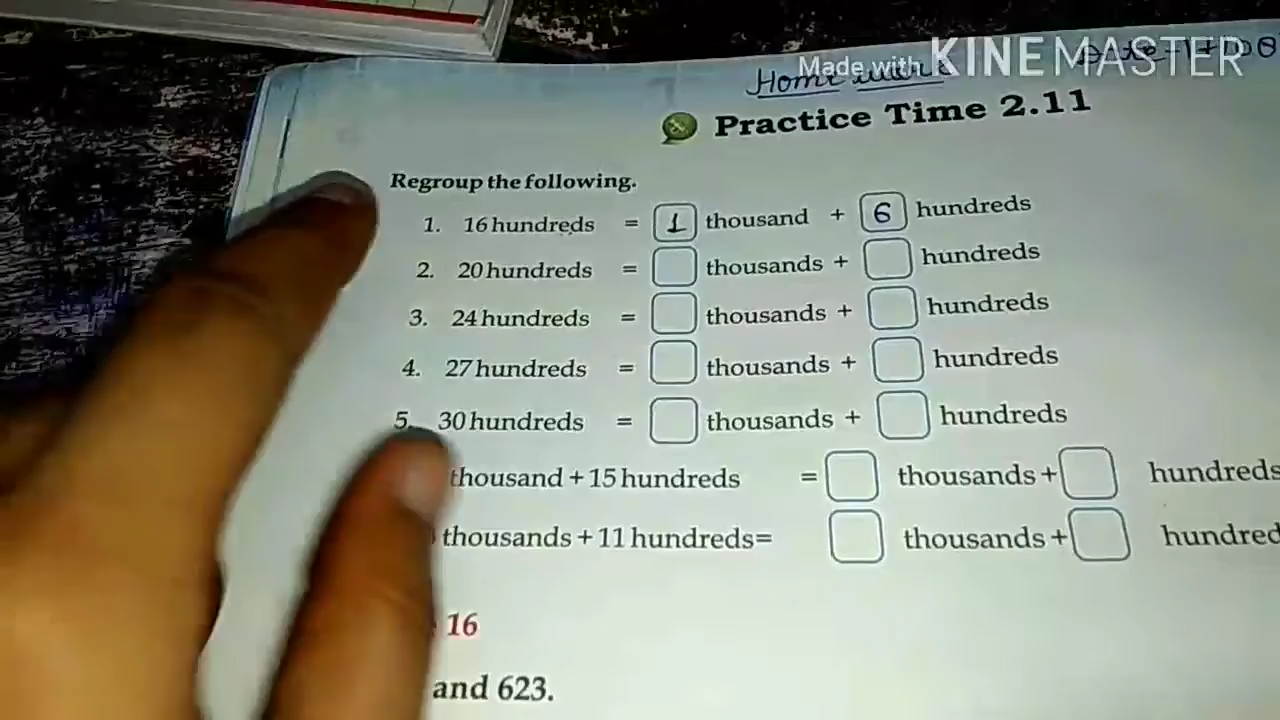 Made with KINEMASTER
Home work
Practice Time 2.11
Regroup the following.
1. 16 hundreds = 1 thousand + 6 hundreds
2. 20 hundreds = thousands + hundreds
3. 24 hundreds = thousands + hundreds
4. 27 hundreds = thousands + hundreds
5. 30 hundreds = thousands + hundreds
thousand + 15 hundreds = thousands + hundreds
thousands + 11 hundreds= thousands + hundred
16
and 623.